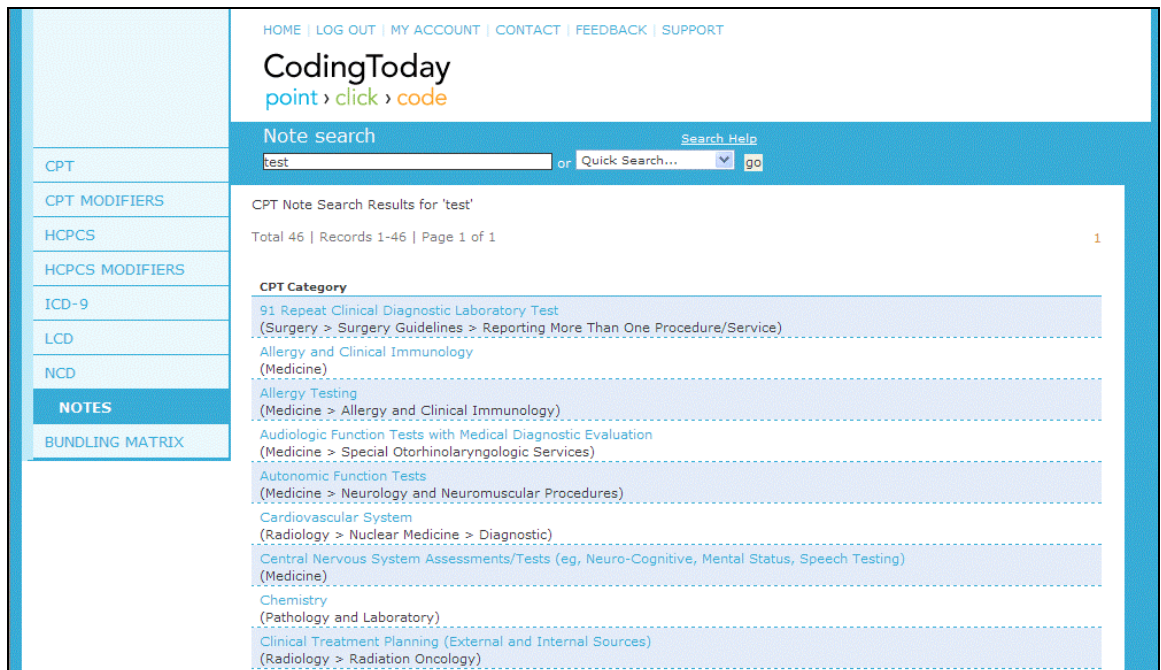 HOME | LOG OUT | MY ACCOUNT | CONTACT | FEEDBACK | SUPPORT
CodingToday
point › click › code
Note search
Search Help
test or Quick Search... go
CPT
CPT MODIFIERS
HCPCS
HCPCS MODIFIERS
ICD-9
LCD
NCD
NOTES
BUNDLING MATRIX
CPT Note Search Results for 'test'
Total 46 | Records 1-46 | Page 1 of 1
1
CPT Category
91 Repeat Clinical Diagnostic Laboratory Test
(Surgery > Surgery Guidelines > Reporting More Than One Procedure/Service)
Allergy and Clinical Immunology
(Medicine)
Allergy Testing
(Medicine > Allergy and Clinical Immunology)
Audiologic Function Tests with Medical Diagnostic Evaluation
(Medicine > Special Otorhinolaryngologic Services)
Autonomic Function Tests
(Medicine > Neurology and Neuromuscular Procedures)
Cardiovascular System
(Radiology > Nuclear Medicine > Diagnostic)
Central Nervous System Assessments/Tests (eg, Neuro-Cognitive, Mental Status, Speech Testing)
(Medicine)
Chemistry
(Pathology and Laboratory)
Clinical Treatment Planning (External and Internal Sources)
(Radiology > Radiation Oncology)